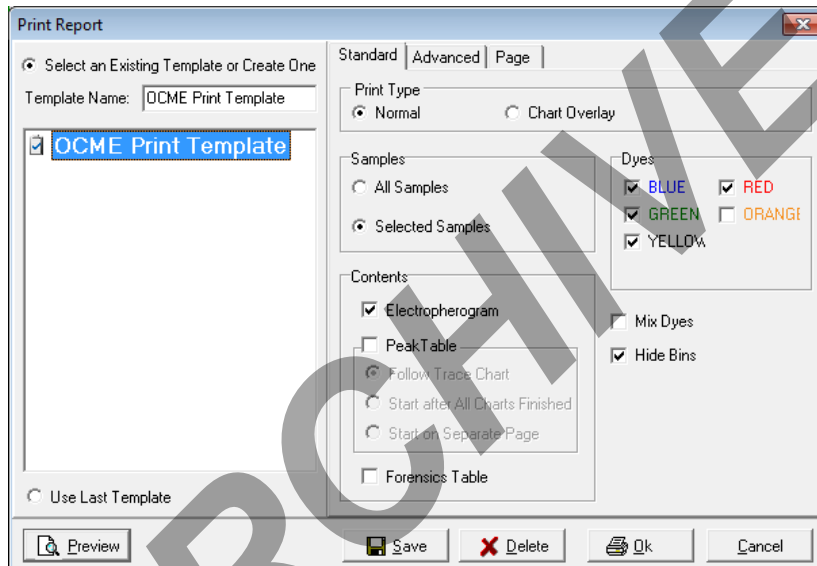 Print Report
Select an Existing Template or Create One
Template Name: OCME Print Template
OCME Print Template
Use Last Template
Preview
Standard Advanced Page
Print Type
Normal Chart Overlay
Samples
All Samples
Selected Samples
Dyes
BLUE RED
GREEN ORANGE
YELLOW
Contents
Electropherogram
PeakTable
Follow Trace Chart
Start after All Charts Finished
Start on Separate Page
Forensics Table
Mix Dyes
Hide Bins
Save Delete Ok Cancel
RCHIVE